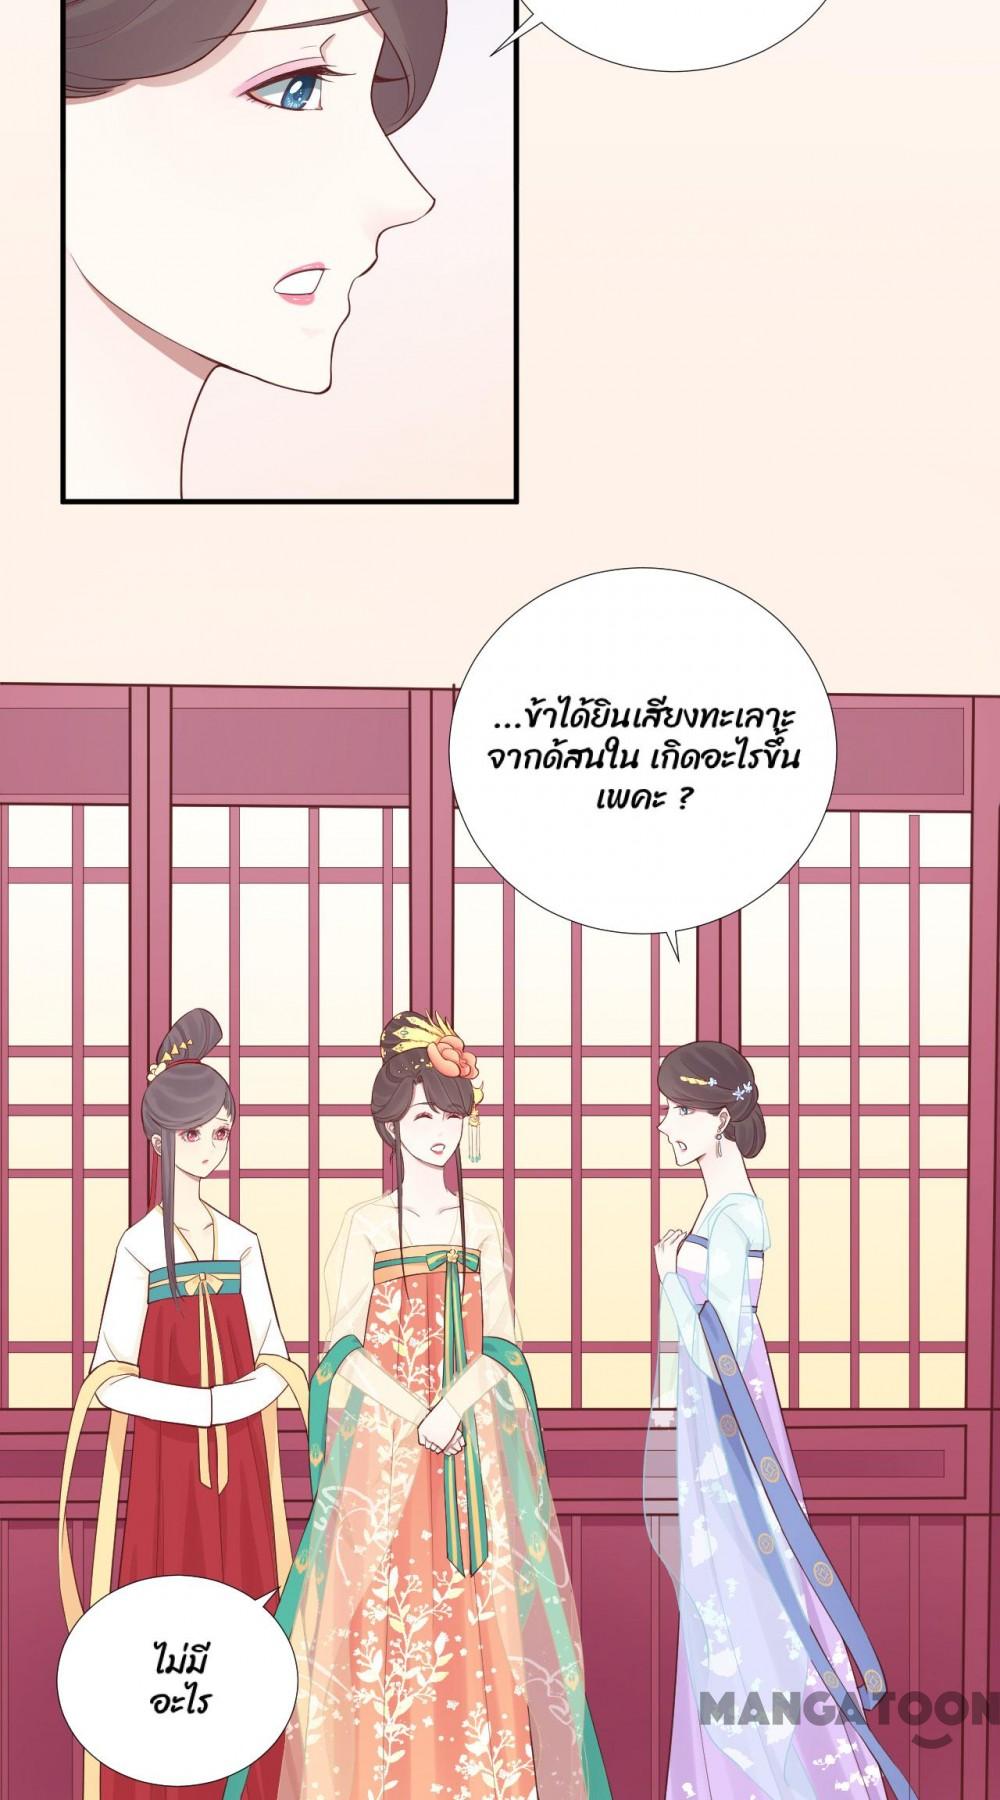 ...ข้าได้ยินเสียงทะเลาะ
จากด้สนใน เกิดอะไรขึ้น
เพคะ ?
ไม่มี
อะไร
MANGATOON